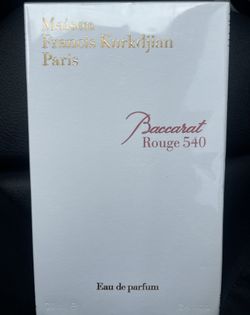 Maison
Francis Kurkdjian
Paris
Baccarat
Rouge 540
Eau de parfum